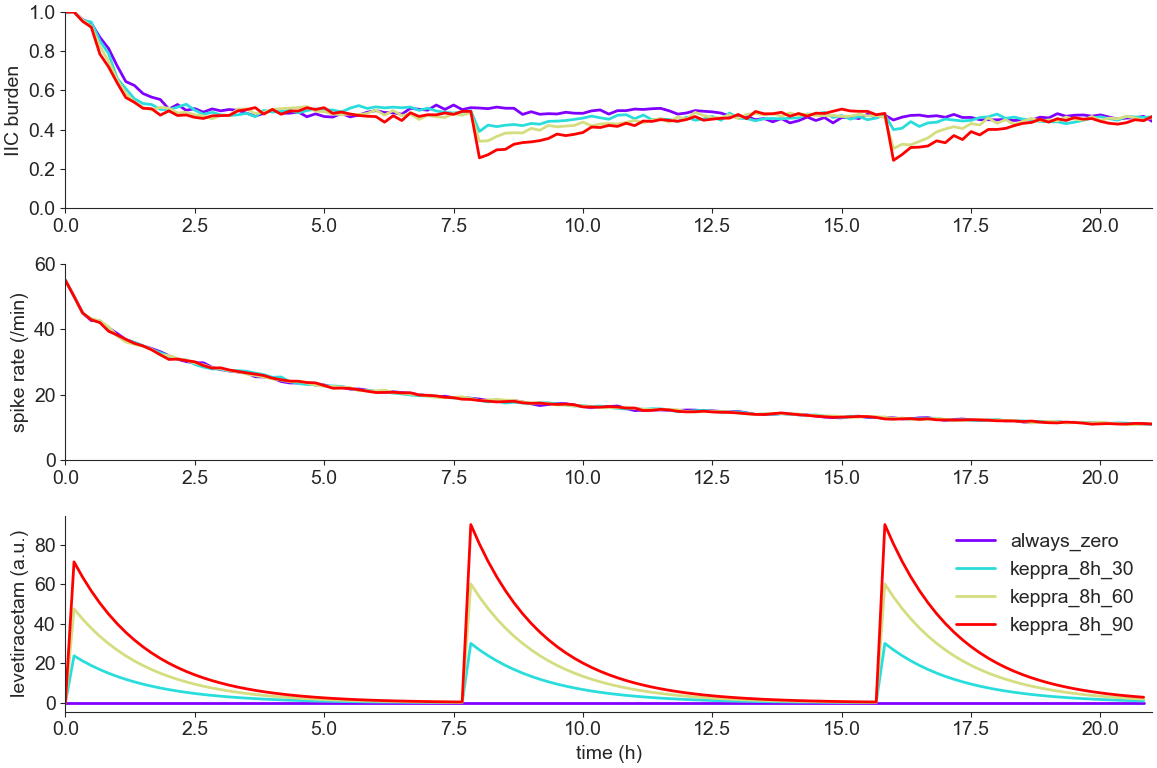 IIC burden
1.0
0.8
0.6
0.4
0.2
0.0
0.0 2.5 5.0 7.5 10.0 12.5 15.0 17.5 20.0
spike rate (/min)
60
40
20
0
0.0 2.5 5.0 7.5 10.0 12.5 15.0 17.5 20.0
levetiracetam (a.u.)
80
60
40
20
0
always_zero
keppra_8h_30
keppra_8h_60
keppra_8h_90
0.0 2.5 5.0 7.5 10.0 12.5 15.0 17.5 20.0
time (h)